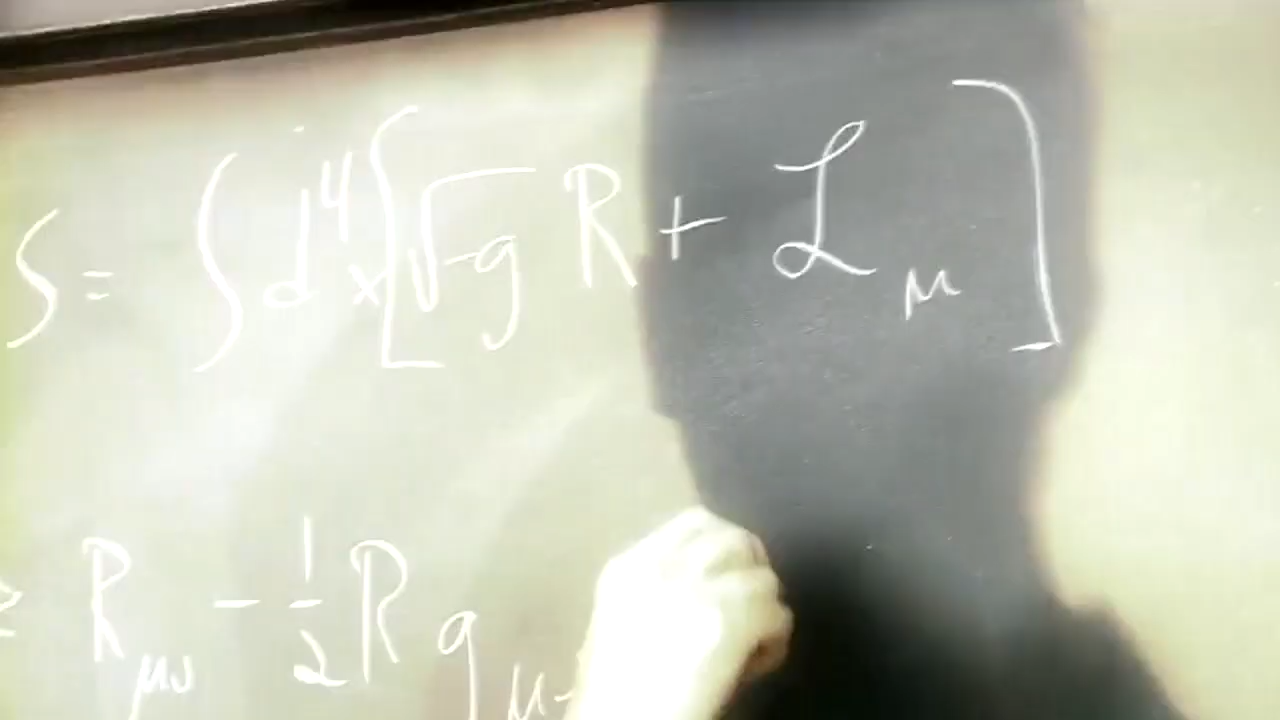 S = ∫ d⁴x [√-g R + ℒ_M]
R_μν - 1/2 R g_μ